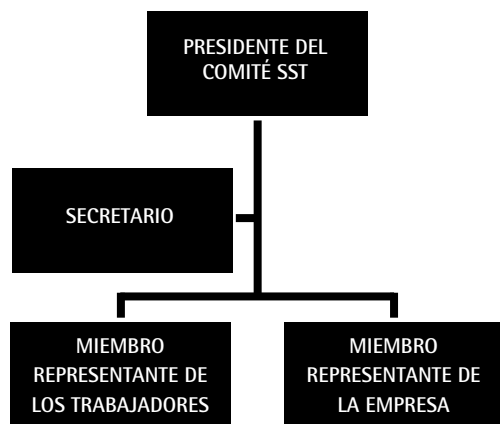 PRESIDENTE DEL
COMITÉ SST
SECRETARIO
MIEMBRO
REPRESENTANTE DE
LOS TRABAJADORES
MIEMBRO
REPRESENTANTE DE
LA EMPRESA